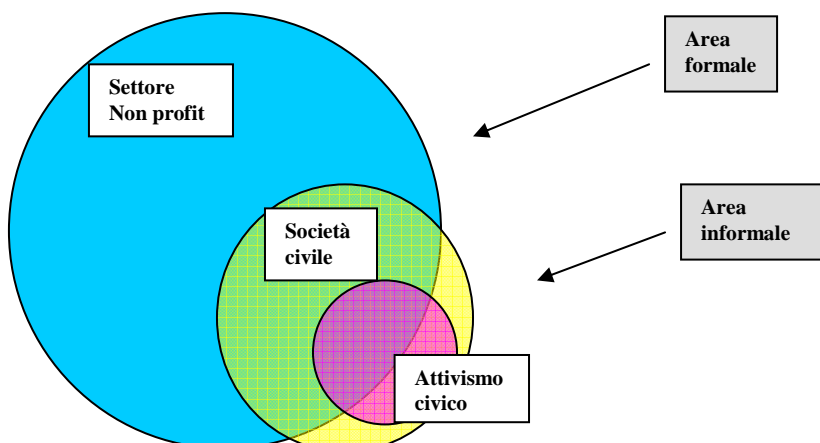 Settore
Non profit
Area
formale
Società
civile
Area
informale
Attivismo
civico